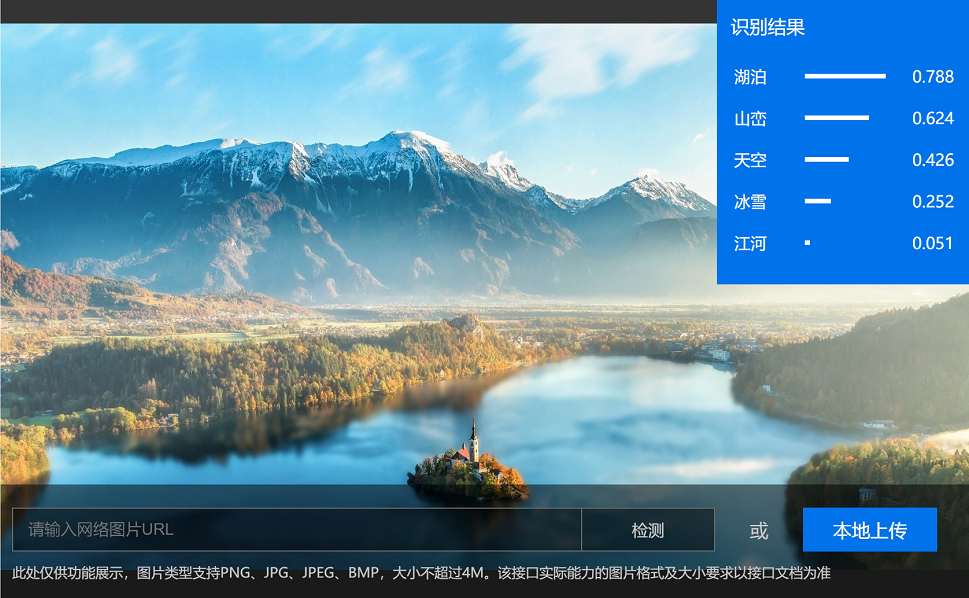 识别结果
湖泊 0.788
山峦 0.624
天空 0.426
冰雪 0.252
江河 0.051
请输入网络图片URL 检测 或 本地上传
此处仅供功能展示，图片类型支持PNG、JPG、JPEG、BMP，大小不超过4M。该接口实际能力的图片格式及大小要求以接口文档为准